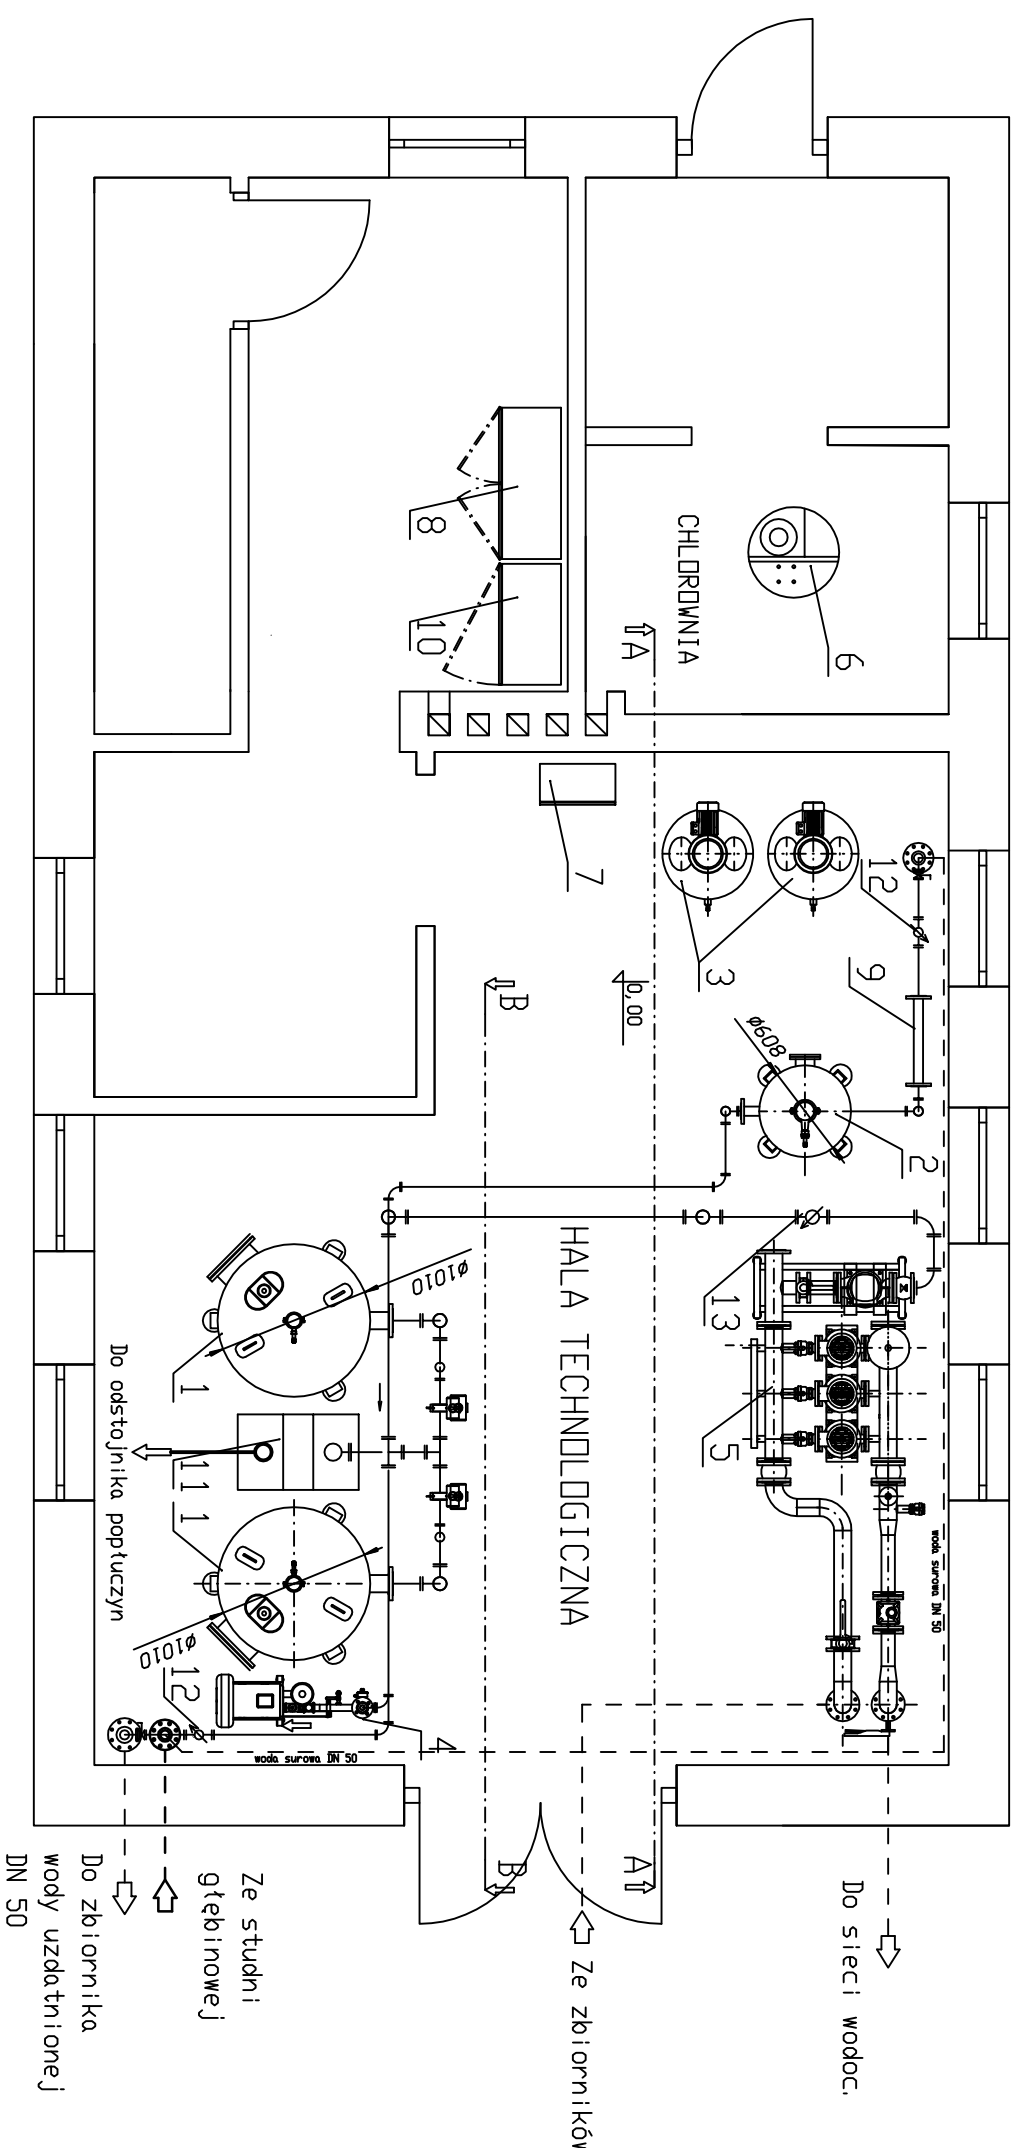 CHLOROWNIA
6
8
10
A
7
12
3
9
0,00
B
ø608
2
HALA TECHNOLOGICZNA
13
5
ø1010
1
11
1
ø1010
Do odstojnika popłuczyn
woda surowa DN 50
12
4
woda surowa DN 50
B
A
Ze studni
głębinowej
Do zbiornika
wody uzdatnionej
DN 50
Ze zbiorników
Do sieci wodoc.